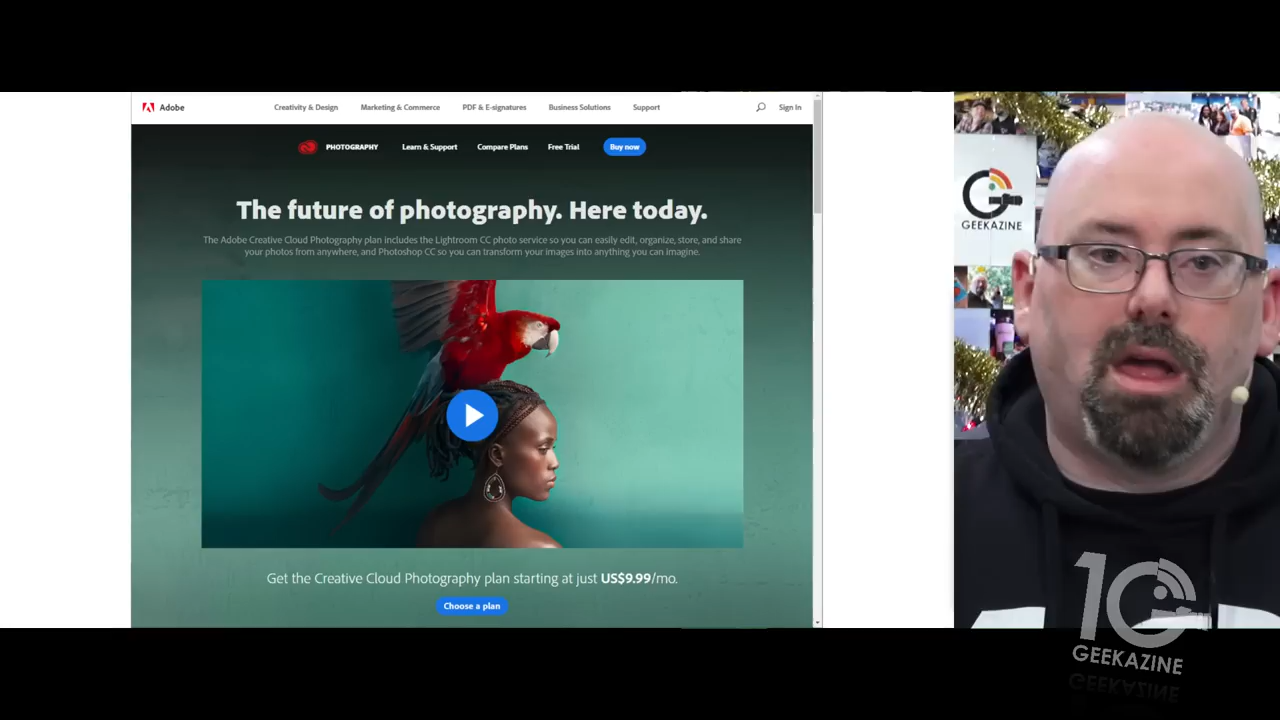 Adobe
Creativity & Design
Marketing & Commerce
PDF & E-signatures
Business Solutions
Support
Sign In
PHOTOGRAPHY
Learn & Support
Compare Plans
Free Trial
Buy now
The future of photography. Here today.
The Adobe Creative Cloud Photography plan includes the Lightroom CC photo service so you can easily edit, organize, store, and share
your photos from anywhere, and Photoshop CC so you can transform your images into anything you can imagine.
Get the Creative Cloud Photography plan starting at just US$9.99/mo.
Choose a plan
GEEKAZINE
10
GEEKAZINE